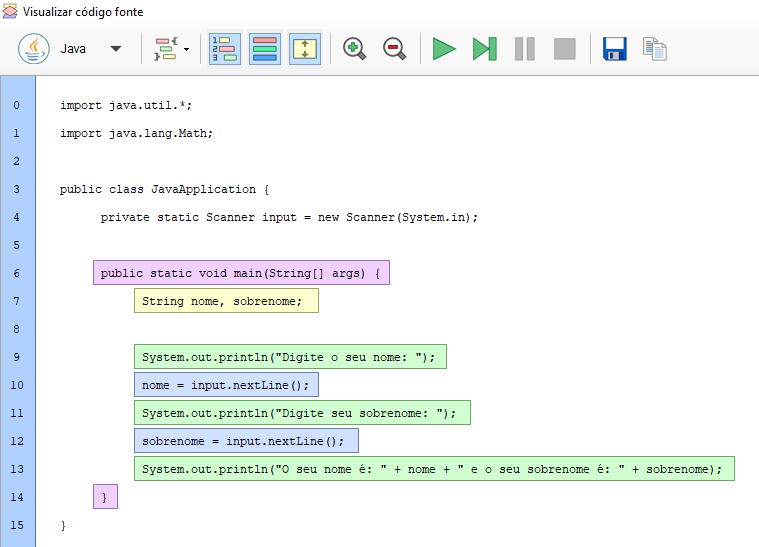 Visualizar código fonte
Java
0 import java.util.*;
1 import java.lang.Math;
2
3 public class JavaApplication {
4 private static Scanner input = new Scanner(System.in);
5
6 public static void main(String[] args) {
7 String nome, sobrenome;
8
9 System.out.println("Digite o seu nome: ");
10 nome = input.nextLine();
11 System.out.println("Digite seu sobrenome: ");
12 sobrenome = input.nextLine();
13 System.out.println("O seu nome é: " + nome + " e o seu sobrenome é: " + sobrenome);
14 }
15 }